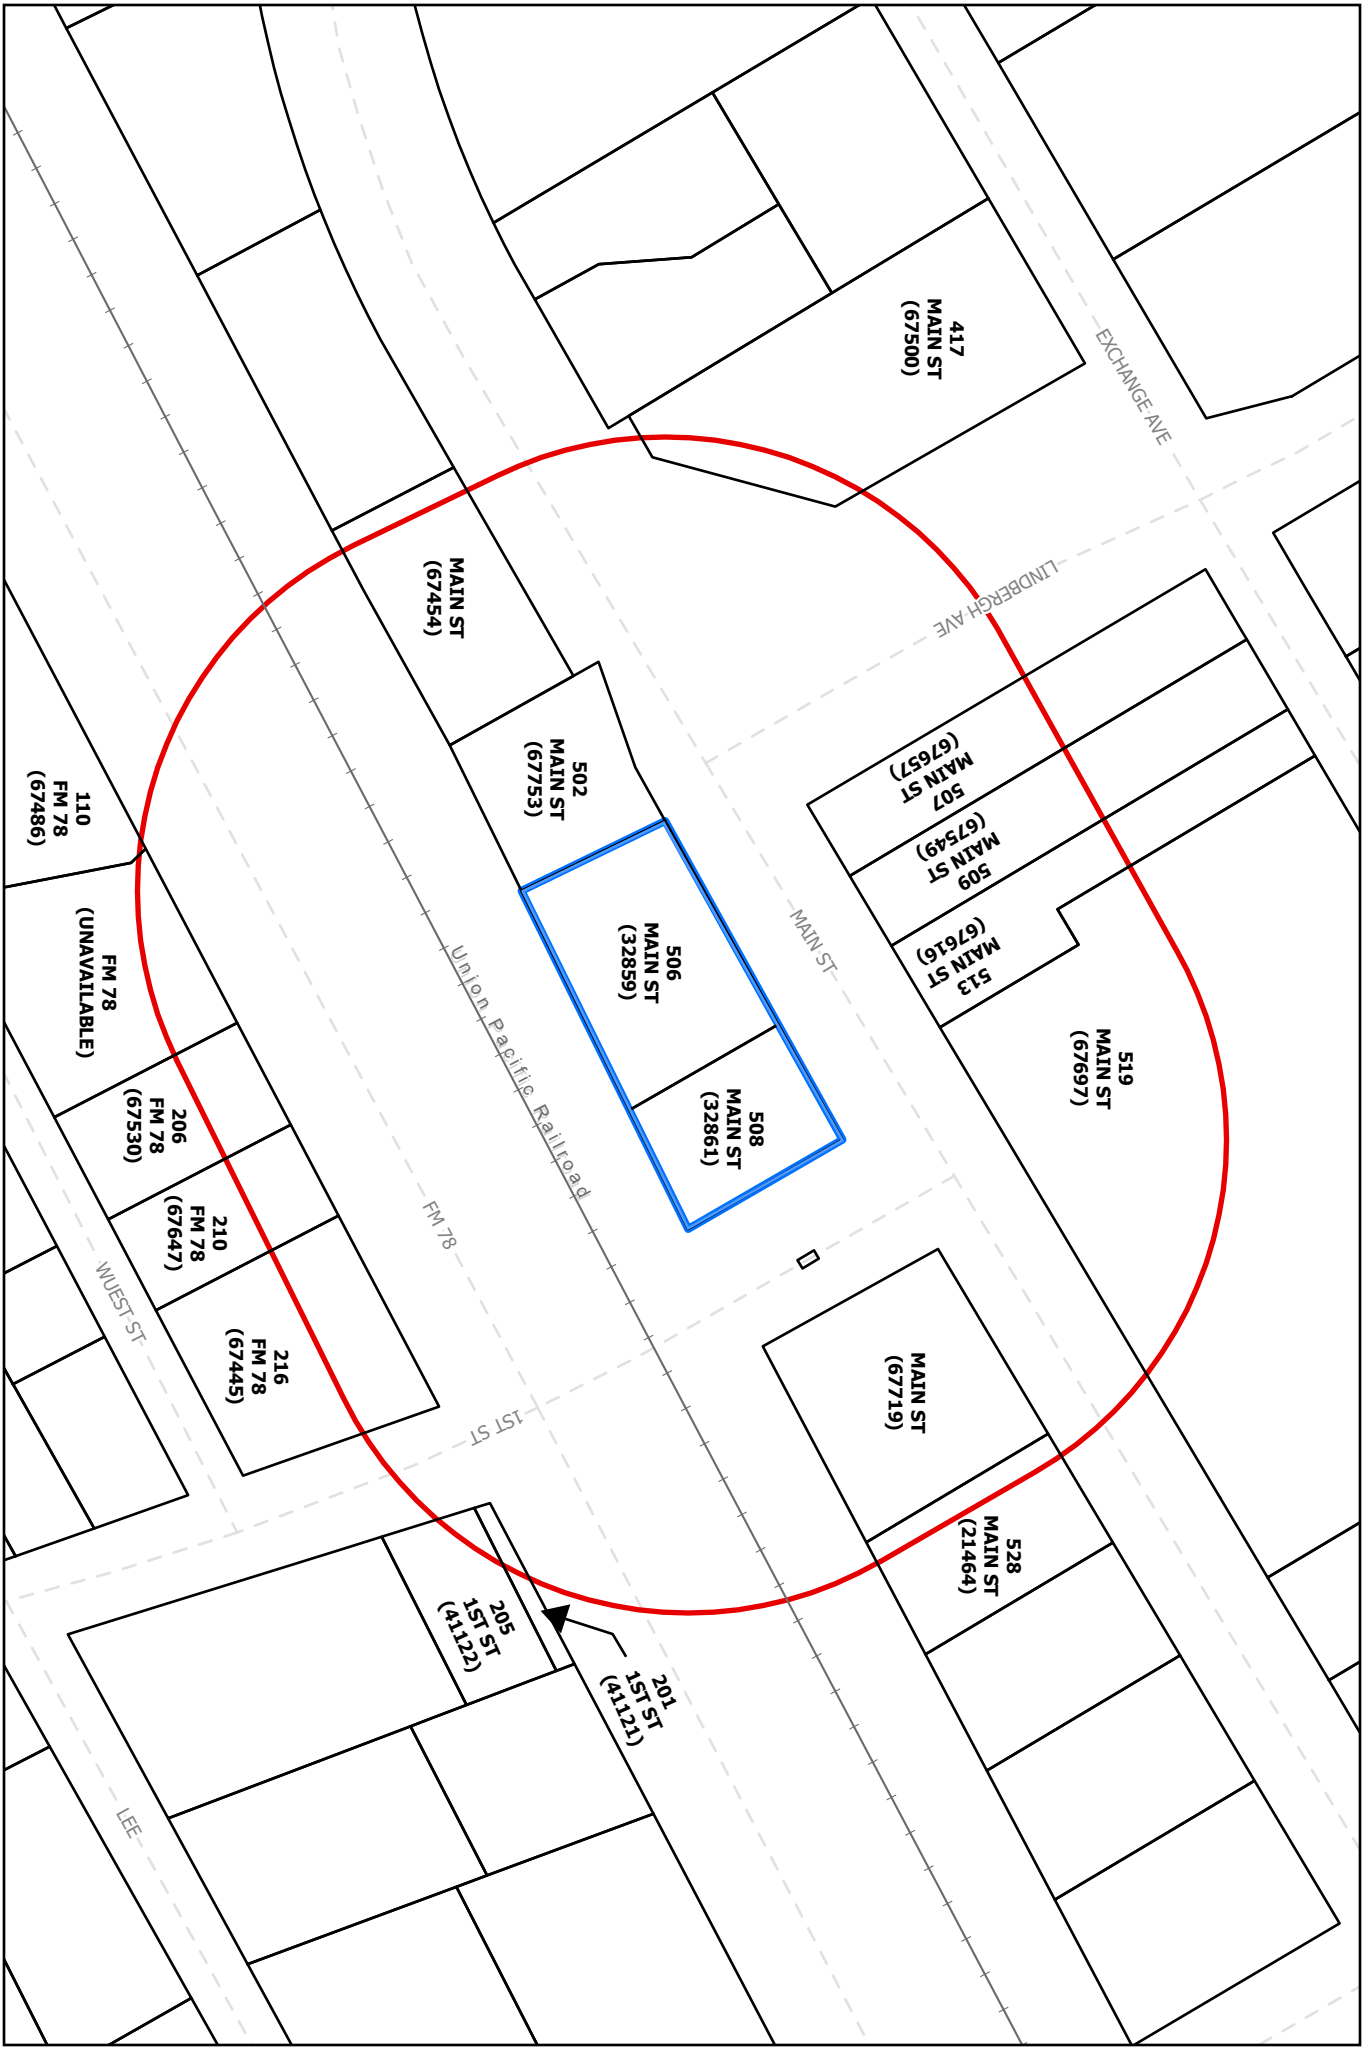 417
MAIN ST
(67500)
EXCHANGE AVE
LINDBERGH AVE
MAIN ST
(67454)
502
MAIN ST
(67753)
507
MAIN ST
(67657)
509
MAIN ST
(67549)
513
MAIN ST
(67616)
110
FM 78
(67486)
FM 78
(UNAVAILABLE)
506
MAIN ST
(32859)
MAIN ST
Union Pacific Railroad
519
MAIN ST
(67697)
508
MAIN ST
(32861)
206
FM 78
(67530)
210
FM 78
(67647)
FM 78
WUEST ST
216
FM 78
(67445)
1ST ST
MAIN ST
(67719)
528
MAIN ST
(21464)
205
1ST ST
(41122)
201
1ST ST
(41121)
LEE